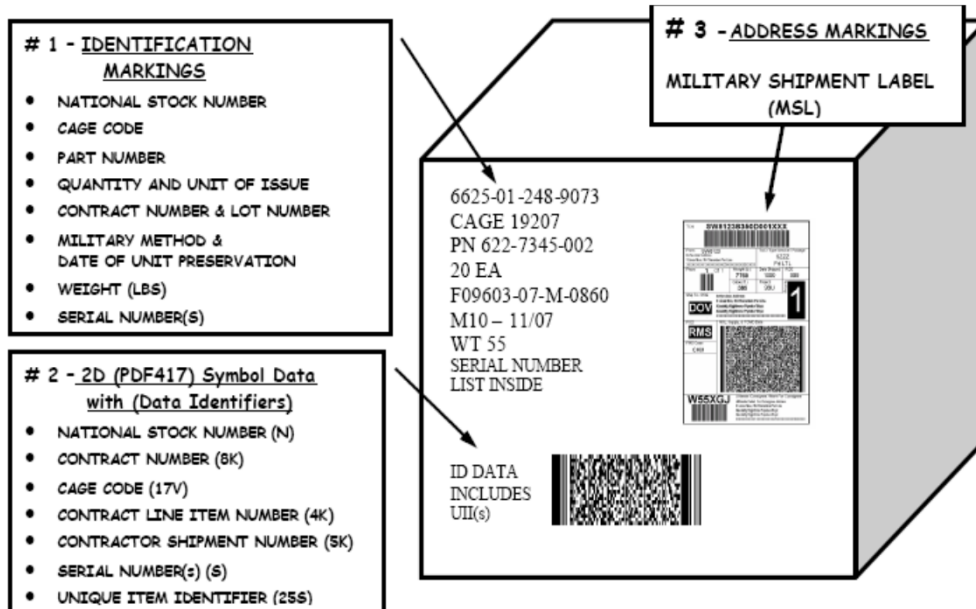 # 1 - IDENTIFICATION
MARKINGS
• NATIONAL STOCK NUMBER
• CAGE CODE
• PART NUMBER
• QUANTITY AND UNIT OF ISSUE
• CONTRACT NUMBER & LOT NUMBER
• MILITARY METHOD &
DATE OF UNIT PRESERVATION
• WEIGHT (LBS)
• SERIAL NUMBER(S)
# 2 - 2D (PDF417) Symbol Data
with (Data Identifiers)
• NATIONAL STOCK NUMBER (N)
• CONTRACT NUMBER (8K)
• CAGE CODE (17V)
• CONTRACT LINE ITEM NUMBER (4K)
• CONTRACTOR SHIPMENT NUMBER (5K)
• SERIAL NUMBER(s) (S)
• UNIQUE ITEM IDENTIFIER (25S)
# 3 - ADDRESS MARKINGS
MILITARY SHIPMENT LABEL
(MSL)
6625-01-248-9073
CAGE 19207
PN 622-7345-002
20 EA
F09603-07-M-0860
M10 – 11/07
WT 55
SERIAL NUMBER
LIST INSIDE
ID DATA
INCLUDES
UII(s)
1
DOV
RMS
W55XGJ